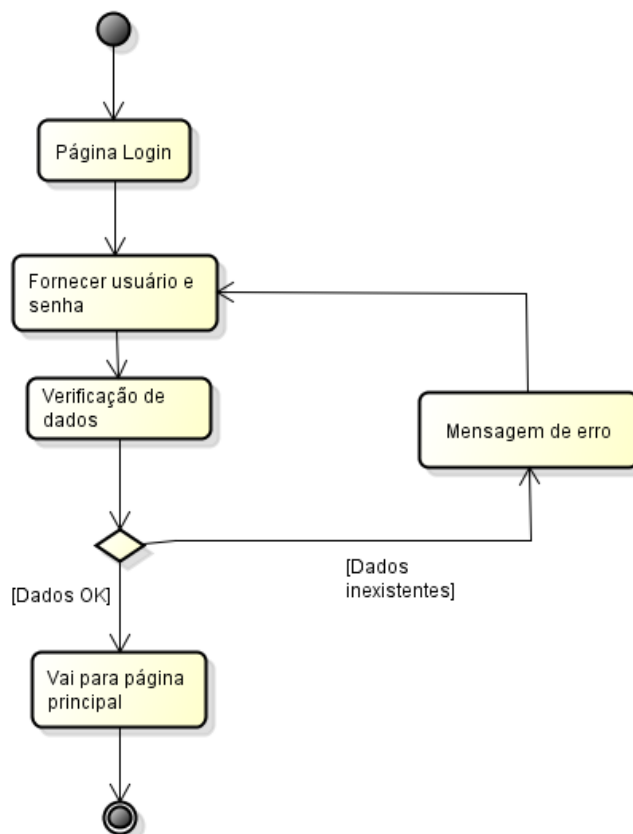 Página Login
Fornecer usuário e
senha
Verificação de
dados
Mensagem de erro
[Dados
inexistentes]
[Dados OK]
Vai para página
principal